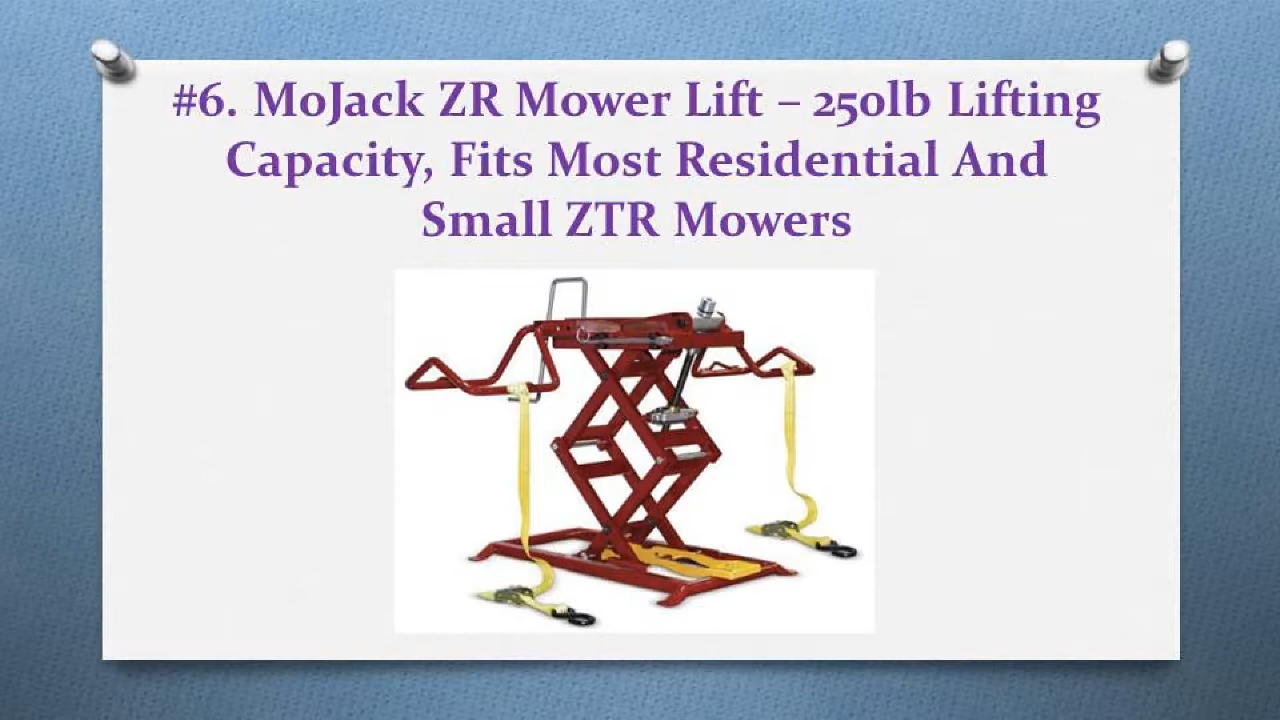 #6. MoJack ZR Mower Lift – 250lb Lifting
Capacity, Fits Most Residential And
Small ZTR Mowers